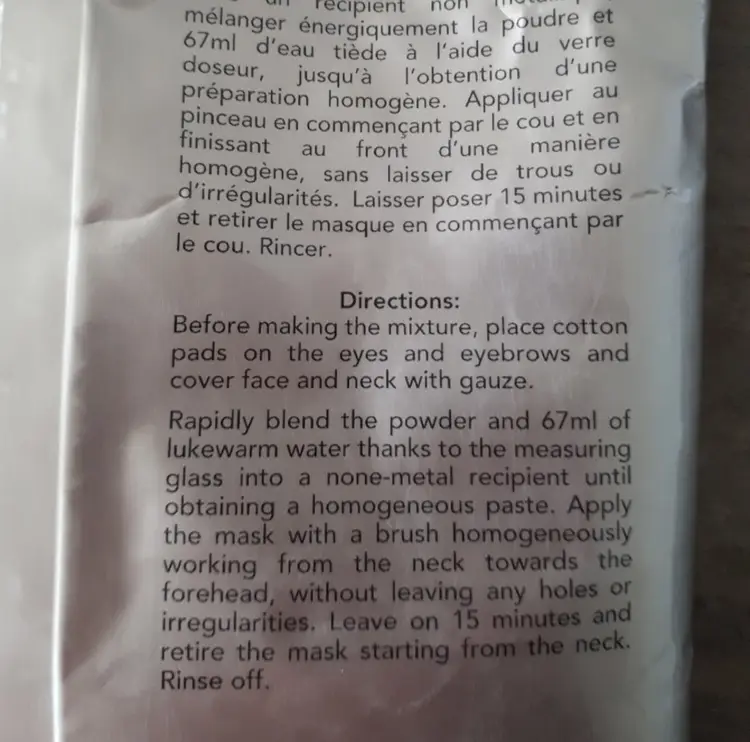 un récipient non
mélanger énergiquement la poudre et
67ml d'eau tiède à l'aide du verre
doseur, jusqu'à l'obtention d'une
préparation homogène. Appliquer au
pinceau en commençant par le cou et en
finissant au front d'une manière
homogène, sans laisser de trous ou
d'irrégularités. Laisser poser 15 minutes
et retirer le masque en commençant par
le cou. Rincer.
Directions:
Before making the mixture, place cotton
pads on the eyes and eyebrows and
cover face and neck with gauze.
Rapidly blend the powder and 67ml of
lukewarm water thanks to the measuring
glass into a none-metal recipient until
obtaining a homogeneous paste. Apply
the mask with a brush homogeneously
working from the neck towards the
forehead, without leaving any holes or
irregularities. Leave on 15 minutes and
retire the mask starting from the neck.
Rinse off.